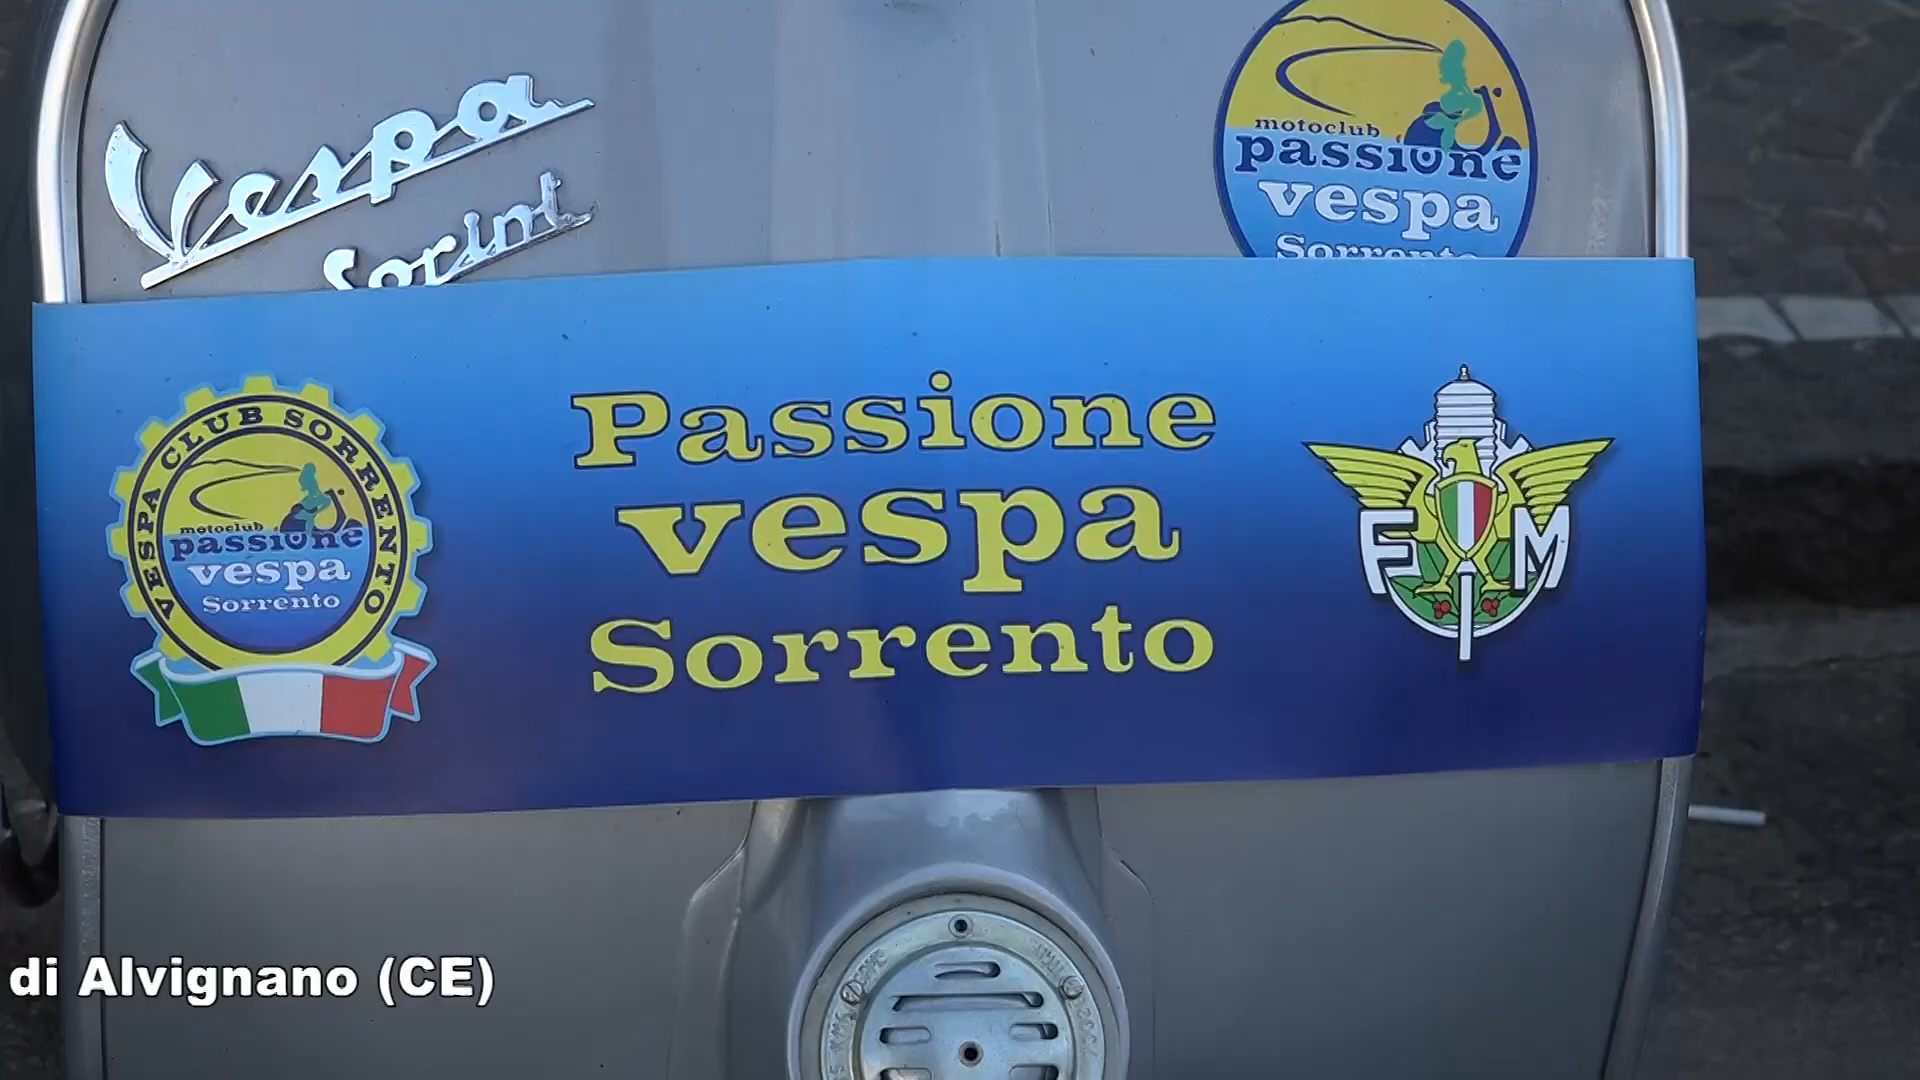 Vespa
Sprint
motoclub
passione
vespa
Sorrento
VESPA CLUB SORRENTO
motoclub
passione
vespa
Sorrento
Passione
vespa
Sorrento
F M
di Alvignano (CE)